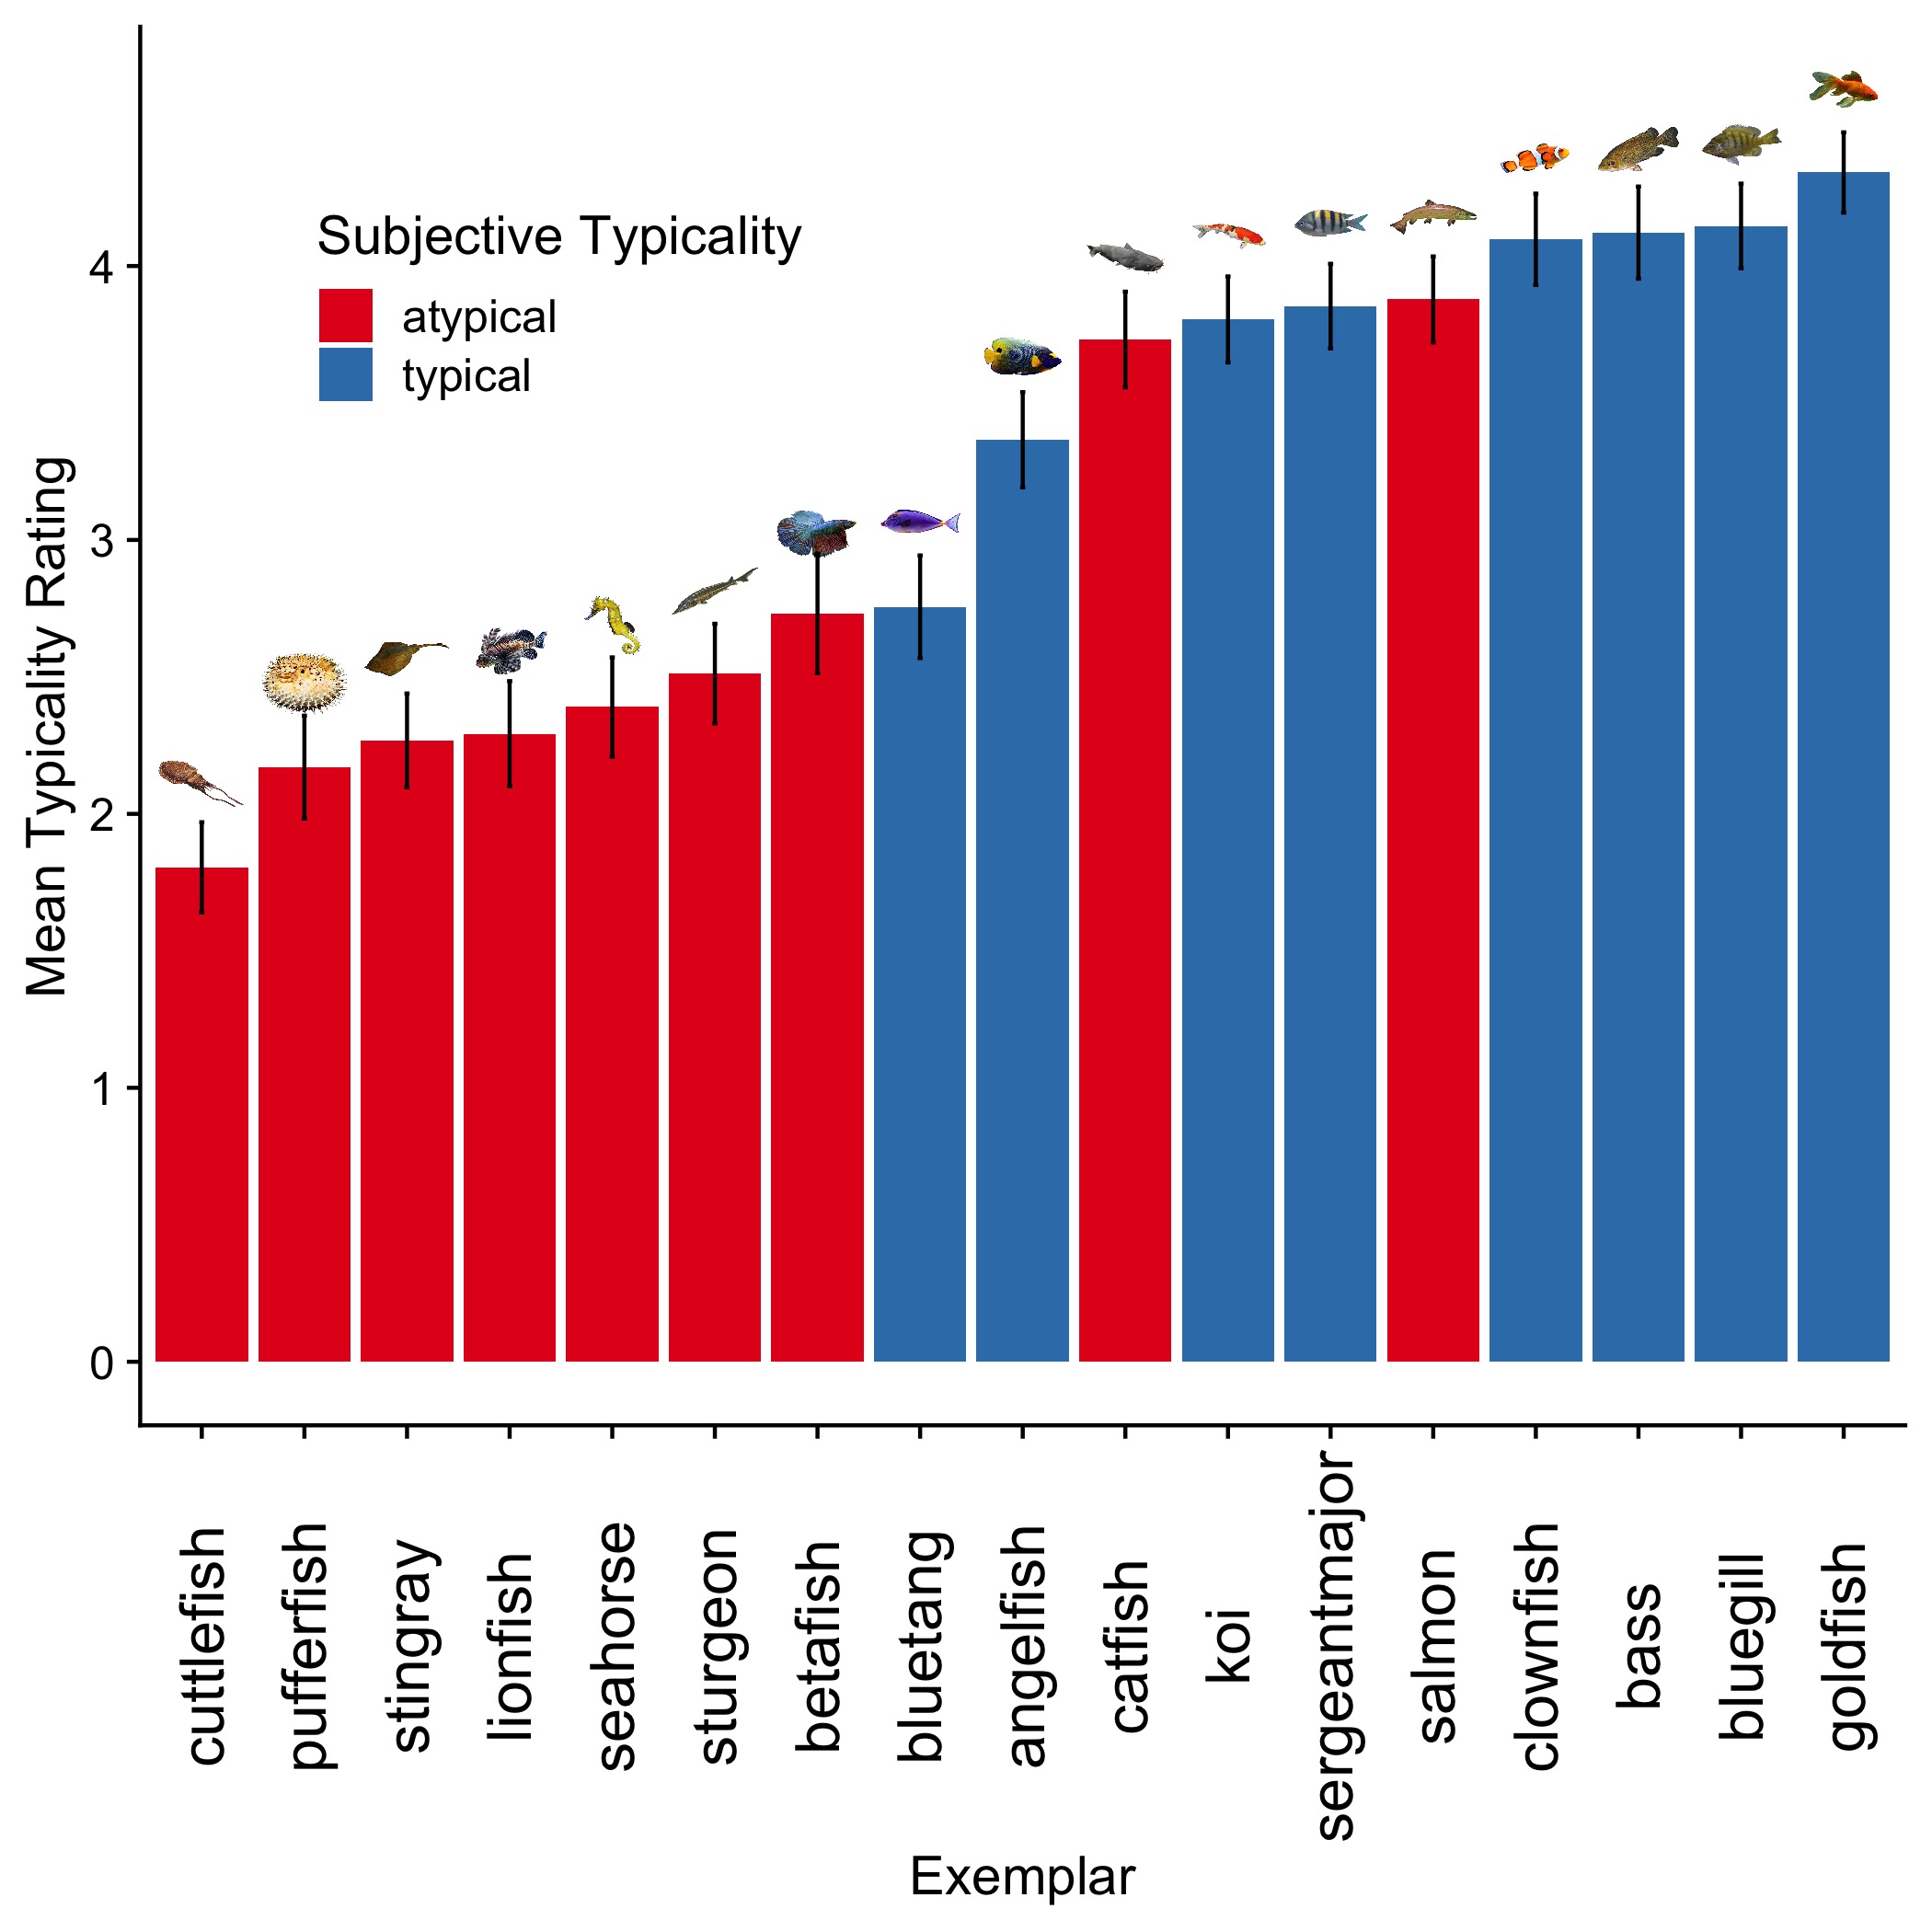 Subjective Typicality
atypical
typical
Mean Typicality Rating
4
3
2
1
0
cuttlefish
pufferfish
stingray
lionfish
seahorse
sturgeon
betafish
bluetang
angelfish
catfish
koi
sergeantmajor
salmon
clownfish
bass
bluegill
goldfish
Exemplar